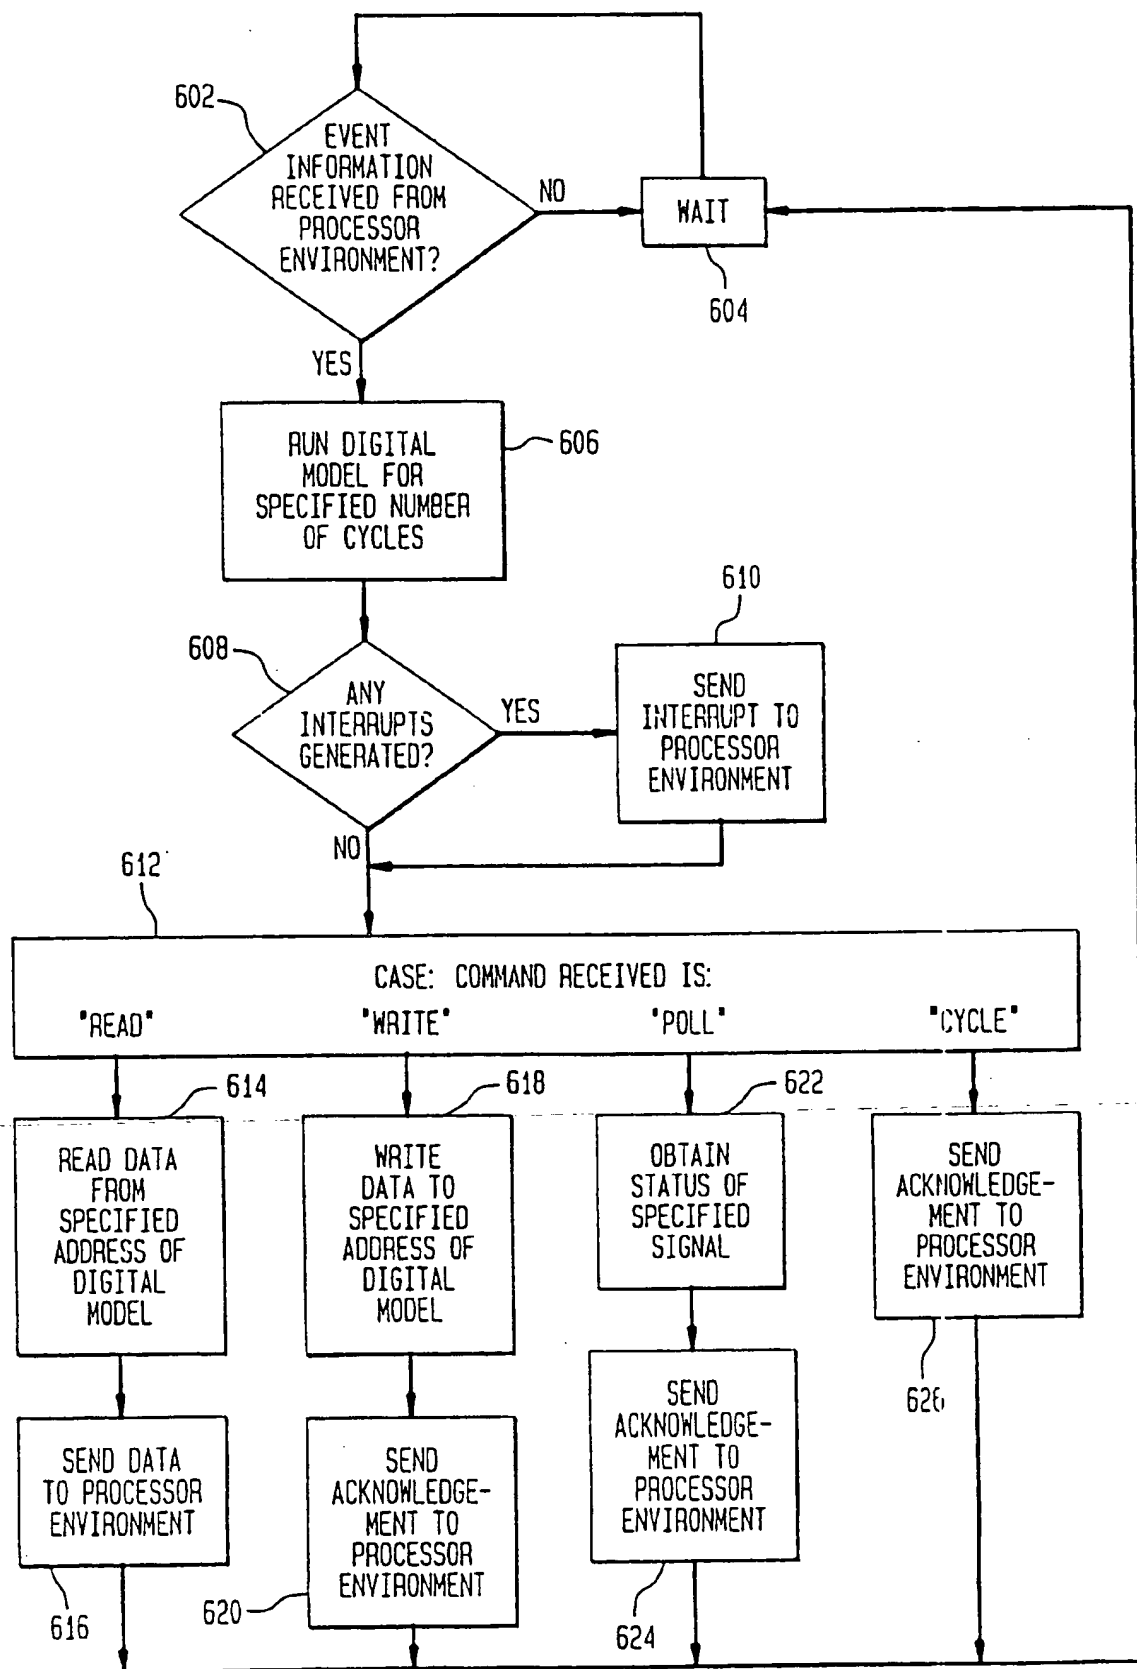 602
EVENT
INFORMATION
RECEIVED FROM
PROCESSOR
ENVIRONMENT?
NO
WAIT
604
YES
RUN DIGITAL
MODEL FOR
SPECIFIED NUMBER
OF CYCLES
606
608
ANY
INTERRUPTS
GENERATED?
YES
610
SEND
INTERRUPT TO
PROCESSOR
ENVIRONMENT
NO
612
CASE: COMMAND RECEIVED IS:
"READ" "WRITE" "POLL" "CYCLE"
614
READ DATA
FROM
SPECIFIED
ADDRESS OF
DIGITAL
MODEL
618
WRITE
DATA TO
SPECIFIED
ADDRESS OF
DIGITAL
MODEL
622
OBTAIN
STATUS OF
SPECIFIED
SIGNAL
SEND
ACKNOWLEDGE-
MENT TO
PROCESSOR
ENVIRONMENT
626
SEND DATA
TO PROCESSOR
ENVIRONMENT
616
SEND
ACKNOWLEDGE-
MENT TO
PROCESSOR
ENVIRONMENT
620
SEND
ACKNOWLEDGE-
MENT TO
PROCESSOR
ENVIRONMENT
624